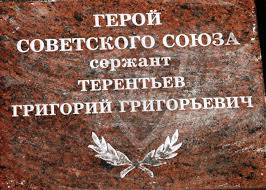 ГЕРОЙ
СОВЕТСКОГО СОЮЗА
сержант
ТЕРЕНТЬЕВ
ГРИГОРИЙ ГРИГОРЬЕВИЧ